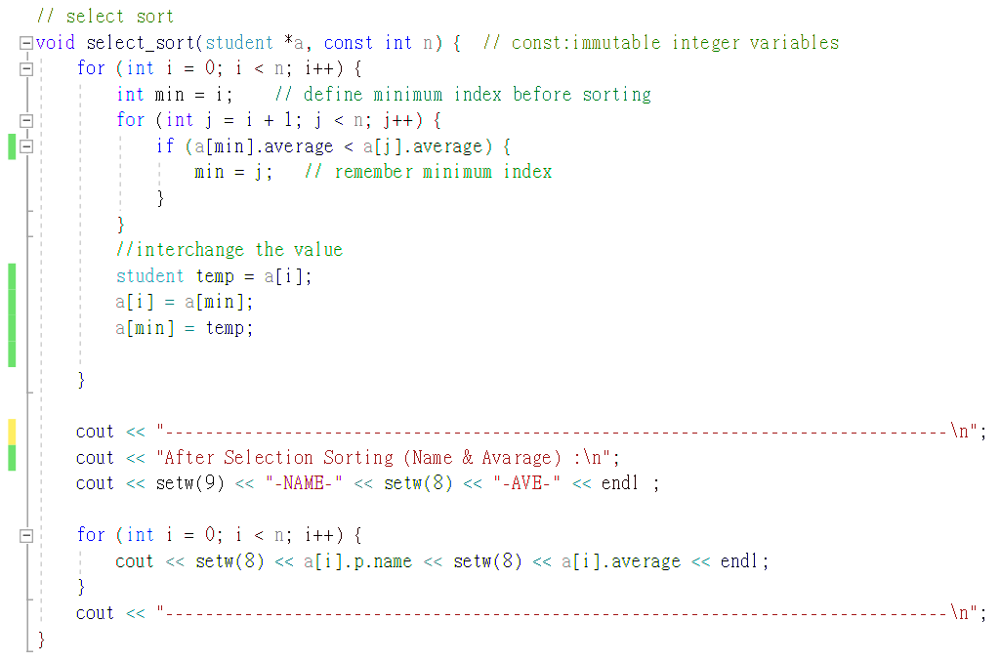 // select sort
void select_sort(student *a, const int n) {  // const:immutable integer variables
    for (int i = 0; i < n; i++) {
        int min = i;    // define minimum index before sorting
        for (int j = i + 1; j < n; j++) {
            if (a[min].average < a[j].average) {
                min = j;   // remember minimum index
            }
        }
        //interchange the value
        student temp = a[i];
        a[i] = a[min];
        a[min] = temp;
    }
    cout << "--------------------------------------------------------------------------------\n";
    cout << "After Selection Sorting (Name & Avarage) :\n";
    cout << setw(9) << "-NAME-" << setw(8) << "-AVE-" << endl ;
    for (int i = 0; i < n; i++) {
        cout << setw(8) << a[i].p.name << setw(8) << a[i].average << endl;
    }
    cout << "--------------------------------------------------------------------------------\n";
}